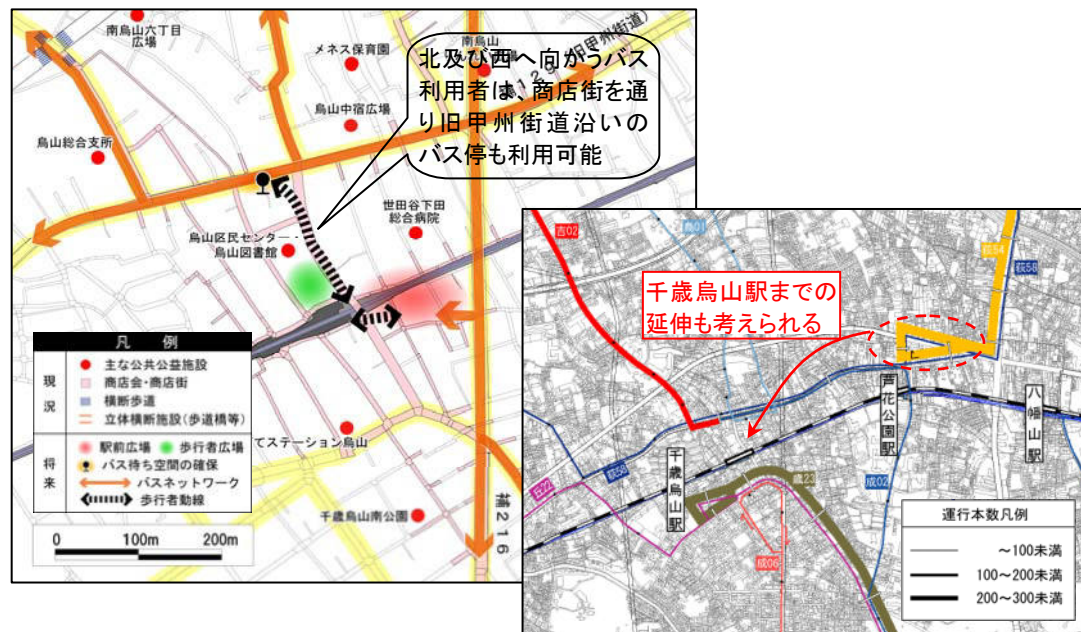 南烏山六丁目
広場
メネス保育園
南烏山
旧甲州街道)
北及び西へ向かうバス
利用者は、商店街を通
り旧甲州街道沿いの
バス停も利用可能
烏山中宿広場
烏山総合支所
世田谷下田
総合病院
烏山区民センター・
烏山図書館
凡 例
現況
主な公共公益施設
商店会・商店街
横断歩道
立体横断施設(歩道橋等)
将来
駅前広場
歩行者広場
バス待ち空間の確保
バスネットワーク
歩行者動線
てステーション烏山
千歳烏山南公園
補216
0 100m 200m
吉02
千歳烏山駅までの
延伸も考えられる
荻54
荻58
芦花公園駅
八幡山駅
千歳烏山駅
荻58
丘22
歳23
成02
成06
運行本数凡例
~100未満
100~200未満
200~300未満